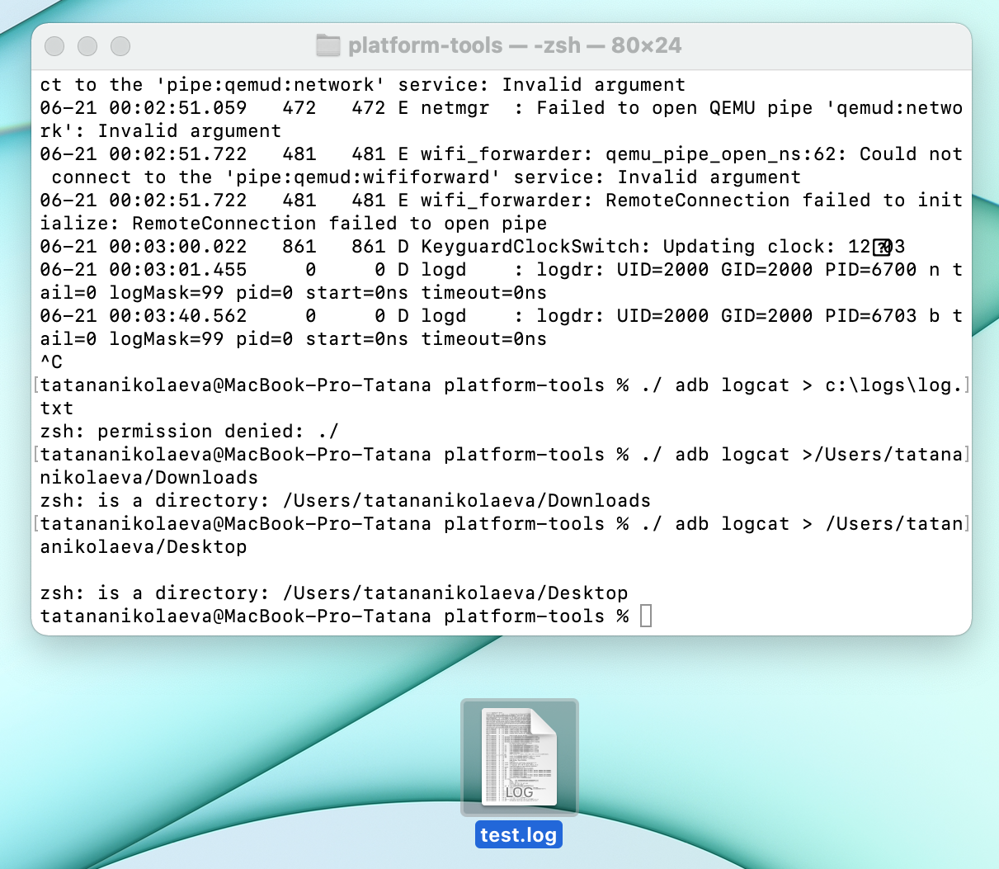 platform-tools — -zsh — 80×24
ct to the 'pipe:qemud:network' service: Invalid argument
06-21 00:02:51.059   472   472 E netmgr  : Failed to open QEMU pipe 'qemud:netwo
rk': Invalid argument
06-21 00:02:51.722   481   481 E wifi_forwarder: qemu_pipe_open_ns:62: Could not
 connect to the 'pipe:qemud:wififorward' service: Invalid argument
06-21 00:02:51.722   481   481 E wifi_forwarder: RemoteConnection failed to init
ialize: RemoteConnection failed to open pipe
06-21 00:03:00.022   861   861 D KeyguardClockSwitch: Updating clock: 12⍰03
06-21 00:03:01.455     0     0 D logd    : logdr: UID=2000 GID=2000 PID=6700 n t
ail=0 logMask=99 pid=0 start=0ns timeout=0ns
06-21 00:03:40.562     0     0 D logd    : logdr: UID=2000 GID=2000 PID=6703 b t
ail=0 logMask=99 pid=0 start=0ns timeout=0ns
^C
[tatananikolaeva@MacBook-Pro-Tatana platform-tools % ./ adb logcat > c:\logs\log.]
txt
zsh: permission denied: ./
[tatananikolaeva@MacBook-Pro-Tatana platform-tools % ./ adb logcat >/Users/tatana]
nikolaeva/Downloads
zsh: is a directory: /Users/tatananikolaeva/Downloads
[tatananikolaeva@MacBook-Pro-Tatana platform-tools % ./ adb logcat > /Users/tatan]
anikolaeva/Desktop
zsh: is a directory: /Users/tatananikolaeva/Desktop
tatananikolaeva@MacBook-Pro-Tatana platform-tools %
LOG
test.log